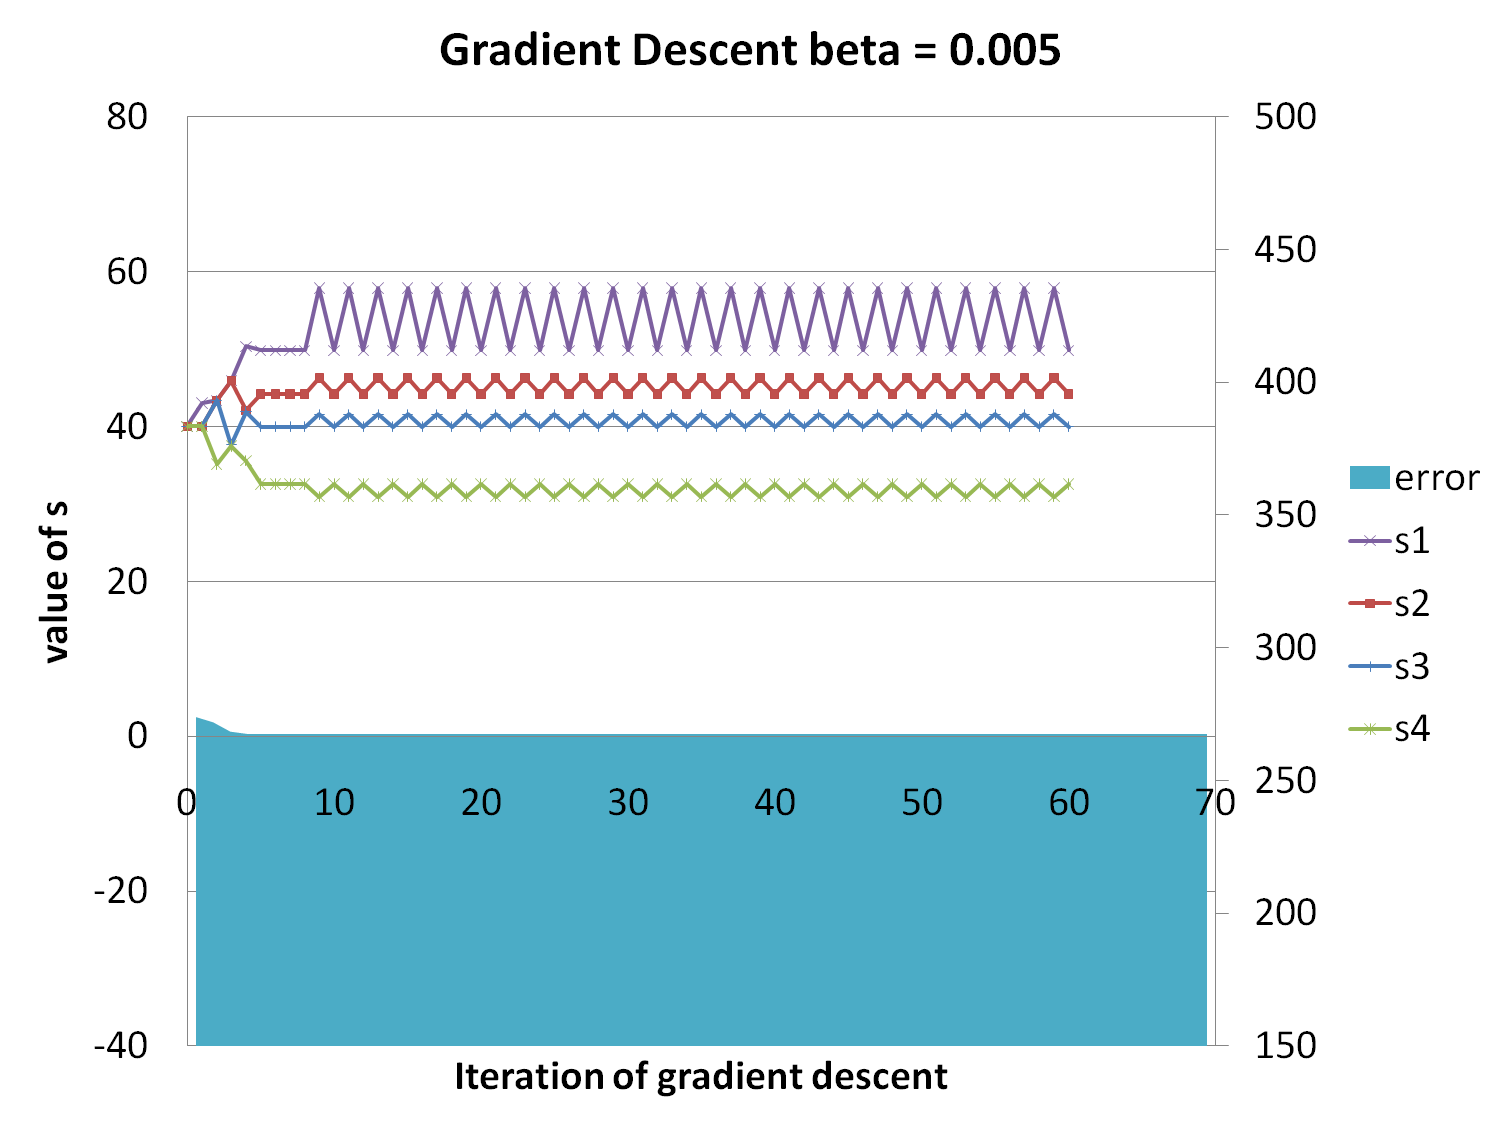 Gradient Descent beta = 0.005
80
60
40
20
0
-20
-40
value of s
500
450
400
350
300
250
200
150
0 10 20 30 40 50 60 70
Iteration of gradient descent
error
s1
s2
s3
s4